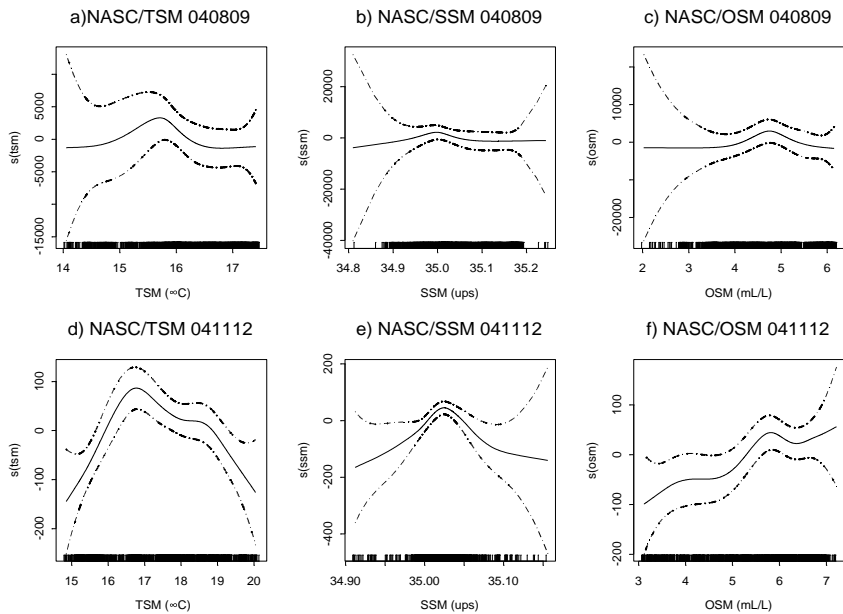 a)NASC/TSM 040809
b) NASC/SSM 040809
c) NASC/OSM 040809
s(tsm)
-15000
-5000
0
5000
14
15
16
17
TSM (∞C)
s(ssm)
-40000
-20000
0
20000
34.8
34.9
35.0
35.1
35.2
SSM (ups)
s(osm)
-20000
0
10000
2
3
4
5
6
OSM (mL/L)
d) NASC/TSM 041112
e) NASC/SSM 041112
f) NASC/OSM 041112
s(tsm)
-200
-100
0
100
15
16
17
18
19
20
TSM (∞C)
s(ssm)
-400
-200
0
200
34.90
35.00
35.10
SSM (ups)
s(osm)
-200
-100
0
100
3
4
5
6
7
OSM (mL/L)